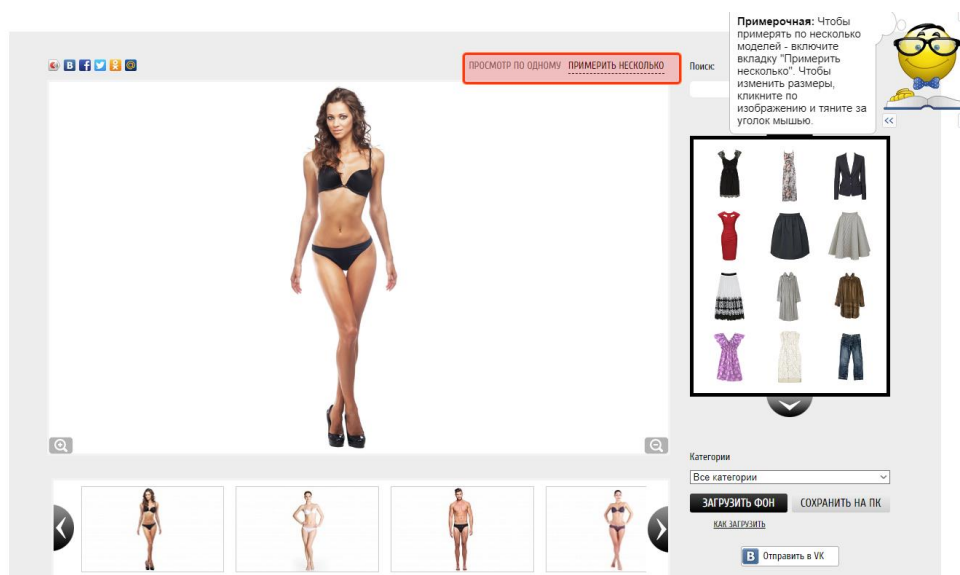 Примерочная: Чтобы
примерять по несколько
моделей - включите
вкладку "Примерить
несколько". Чтобы
изменить размеры,
кликните по
изображению и тяните за
уголок мышью.
ПРОСМОТР ПО ОДНОМУ ПРИМЕРИТЬ НЕСКОЛЬКО
Поиск:
<<
Категории
Все категории
ЗАГРУЗИТЬ ФОН
СОХРАНИТЬ НА ПК
КАК ЗАГРУЗИТЬ
В Отправить в VK